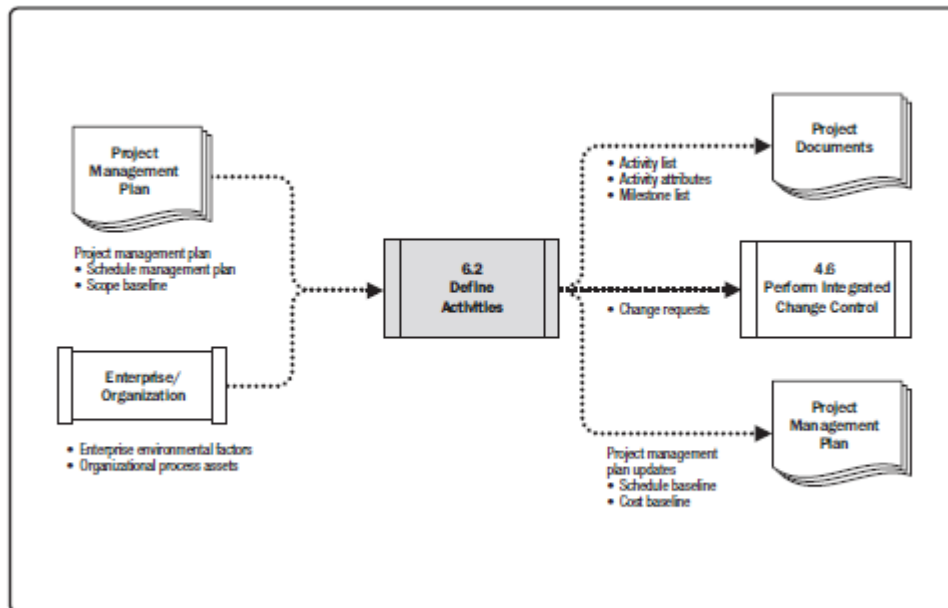 Project
Management
Plan
Project management plan
• Schedule management plan
• Scope baseline
Enterprise/
Organization
• Enterprise environmental factors
• Organizational process assets
6.2
Define
Activities
• Activity list
• Activity attributes
• Milestone list
Project
Documents
• Change requests
4.6
Perform Integrated
Change Control
Project management
plan updates
• Schedule baseline
• Cost baseline
Project
Management
Plan